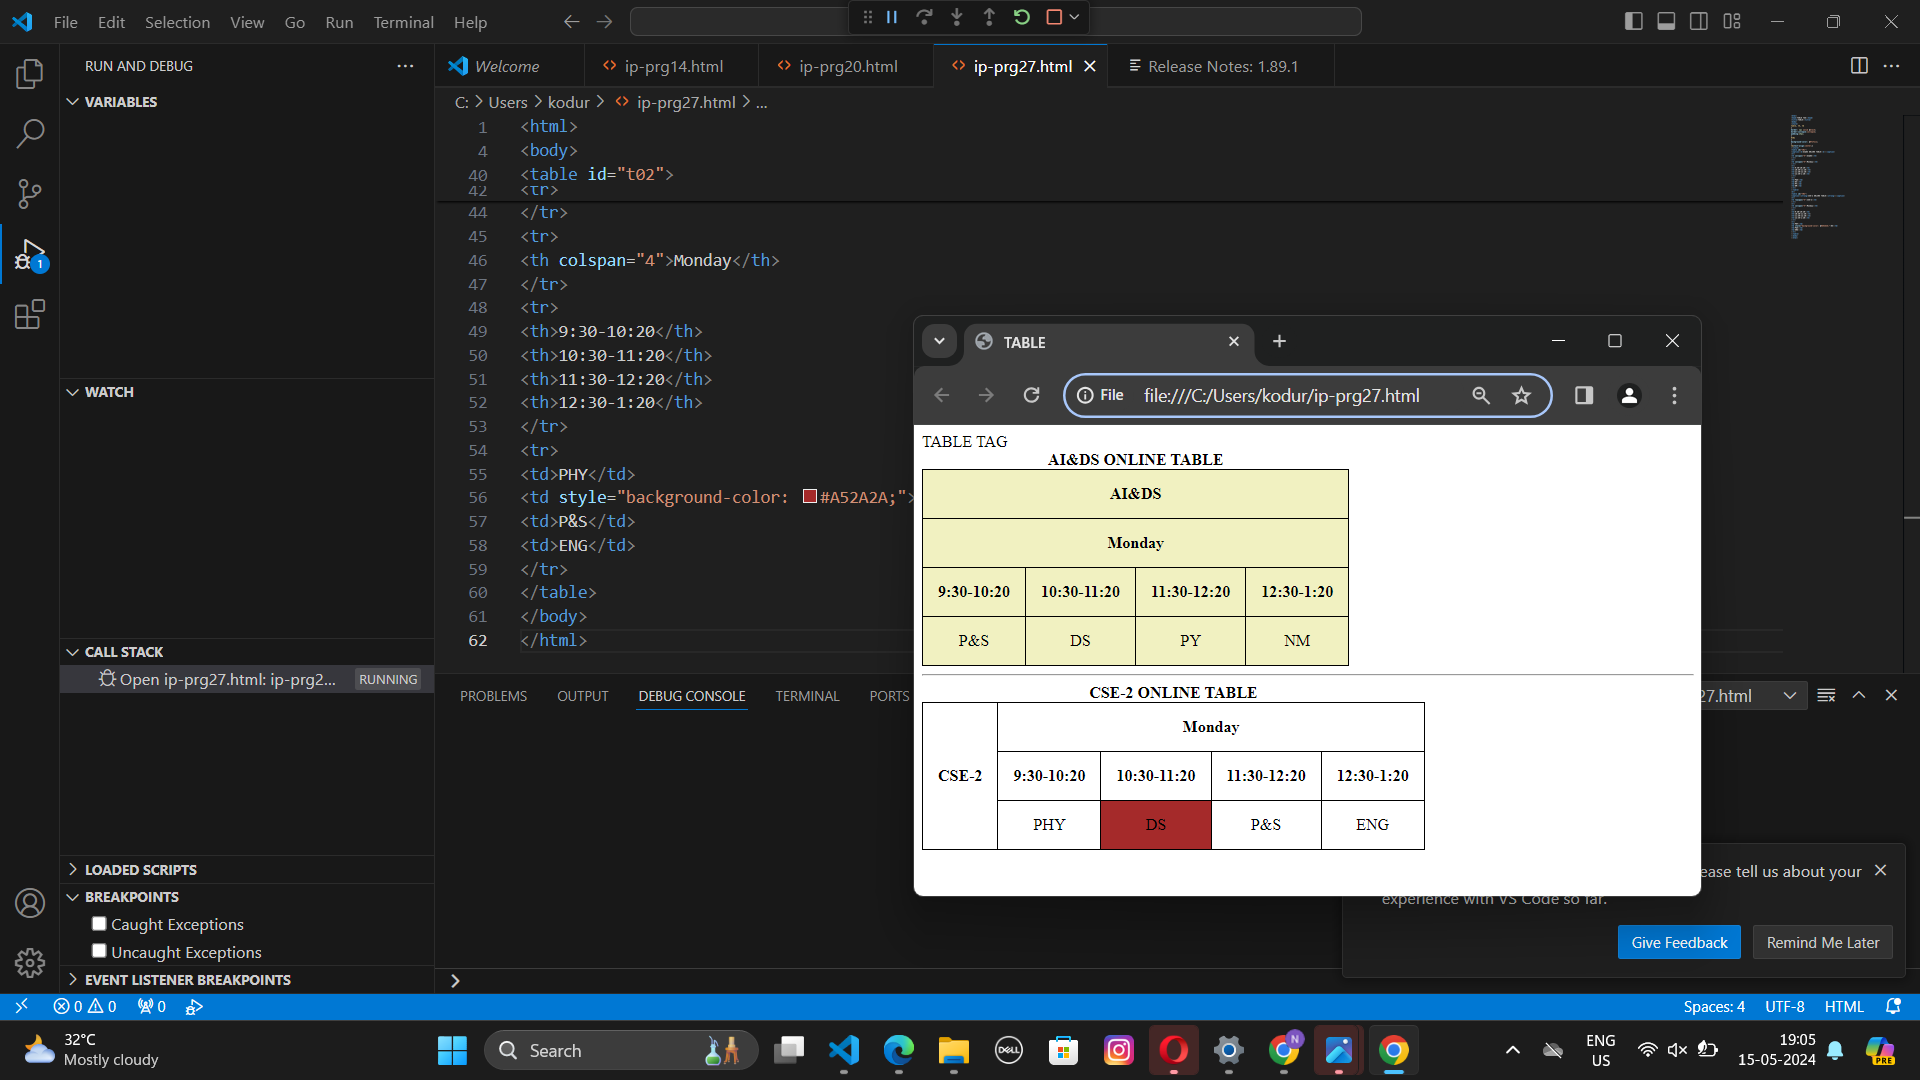 File Edit Selection View Go Run Terminal Help
RUN AND DEBUG
VARIABLES
WATCH
CALL STACK
Open ip-prg27.html: ip-prg2... RUNNING
LOADED SCRIPTS
BREAKPOINTS
Caught Exceptions
Uncaught Exceptions
EVENT LISTENER BREAKPOINTS
Welcome ip-prg14.html ip-prg20.html ip-prg27.html Release Notes: 1.89.1
C: > Users > kodur > ip-prg27.html > ...
1 <html>
4 <body>
40 <table id="t02">
42 <tr>
44 </tr>
45 <tr>
46 <th colspan="4">Monday</th>
47 </tr>
48 <tr>
49 <th>9:30-10:20</th>
50 <th>10:30-11:20</th>
51 <th>11:30-12:20</th>
52 <th>12:30-1:20</th>
53 </tr>
54 <tr>
55 <td>PHY</td>
56 <td style="background-color: #A52A2A;">
57 <td>P&S</td>
58 <td>ENG</td>
59 </tr>
60 </table>
61 </body>
62 </html>
PROBLEMS OUTPUT DEBUG CONSOLE TERMINAL PORTS
27.html
TABLE
File file:///C:/Users/kodur/ip-prg27.html
TABLE TAG
AI&DS ONLINE TABLE
AI&DS
Monday
9:30-10:20 10:30-11:20 11:30-12:20 12:30-1:20
P&S DS PY NM
CSE-2 ONLINE TABLE
Monday
CSE-2 9:30-10:20 10:30-11:20 11:30-12:20 12:30-1:20
PHY DS P&S ENG
ease tell us about your
experience with VS Code so far.
Give Feedback Remind Me Later
0 0 0 Spaces: 4 UTF-8 HTML
32°C
Mostly cloudy
Search
DELL
N
ENG
US
19:05
15-05-2024
PRE
1